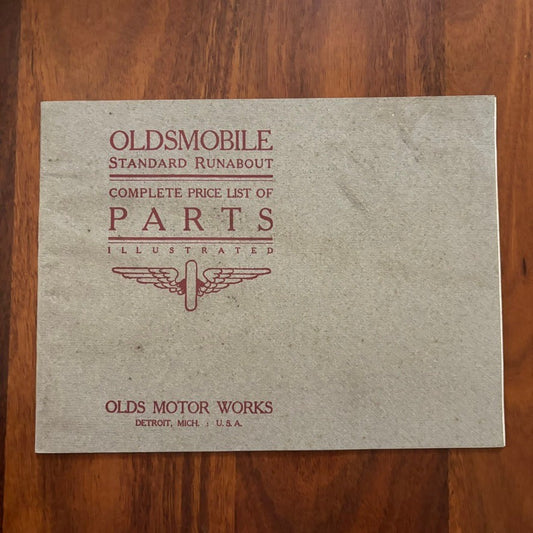 OLDSMOBILE
STANDARD RUNABOUT
COMPLETE PRICE LIST OF
PARTS
ILLUSTRATED
OLDS MOTOR WORKS
DETROIT, MICH. : U.S.A.